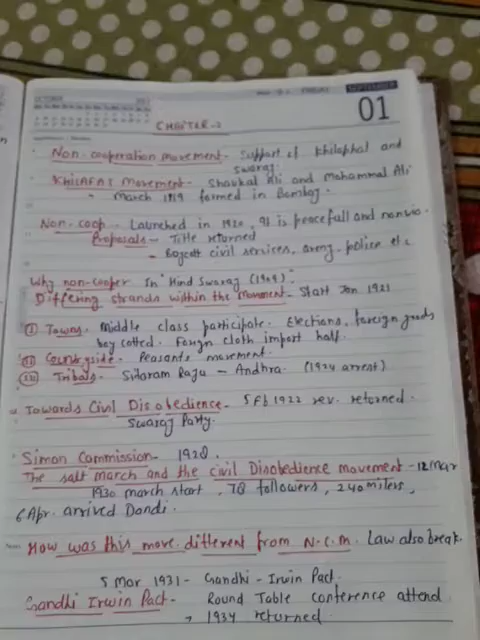 OCTOBER
SEPTEMBER
01
CHAPTER-2
Non-cooperation movement - Support of Khilaphat and
swaraj.
KHILAFAT MOVEMENT - Shaukat Ali and Mohammal Ali
- March 1919 formed in Bombay.
Non-coop - Launched in 1920, It is peacefull and nonvio.
Proposals - Title returned
- Boycott civil services, army, police etc
Why non-cooper In "Hind Swaraj (1909)".
Differing strands within the movement - Start Jan 1921
(I) Towns - Middle class participate. Elections, foreign goods
boycotted. Forign cloth import half.
(II) Countryside - Peasants movement.
(III) Tribals - Sitaram Raju - Andhra (1924 arrest)
Towards Civil Disobedience - 5 Fb 1922 rev. returned.
Swaraj Party.
Simon Commission - 1928.
The salt march and the civil Disobedience movement - 12 Mar
1930 march start, 78 followers, 240 miters,
6 Apr. arrived Dandi.
How was this move different from N.C.M. Law also break.
5 Mar 1931 - Gandhi - Irwin Pact.
Gandhi Irwin Pact - Round Table conference attend
, 1934 returned